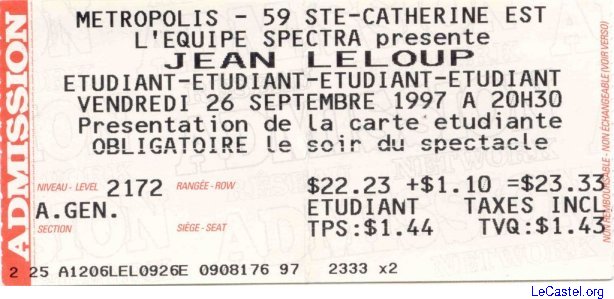 METROPOLIS - 59 STE-CATHERINE EST
L'EQUIPE SPECTRA presente
JEAN LELOUP
ETUDIANT-ETUDIANT-ETUDIANT-ETUDIANT
VENDREDI 26 SEPTEMBRE 1997 A 20H30
Presentation de la carte etudiante
OBLIGATOIRE le soir du spectacle
ADMISSION
NIVEAU - LEVEL 2172 RANGÉE - ROW $22.23 +$1.10 =$23.33
A.GEN. ETUDIANT TAXES INCL
SECTION SIÈGE - SEAT TPS:$1.44 TVQ:$1.43
2 25 A1206LEL0926E 0908176 97 2333 x2
NON REMBOURSABLE - NON ÉCHANGEABLE (VOIR VERSO)
LeCastel.org